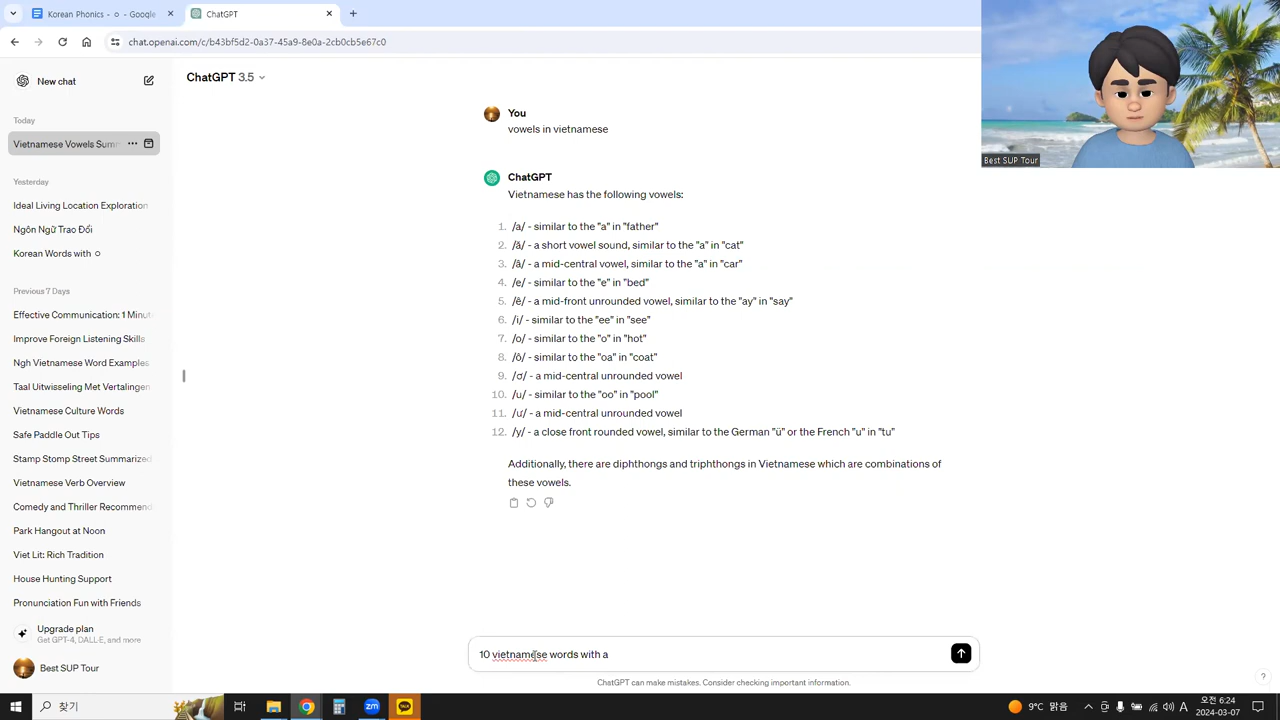 Korean Phonics - ㅇ - Google
ChatGPT
chat.openai.com/c/b43bf5d2-0a37-45a9-8e0a-2cb0cb5e67c0
New chat
Today
Vietnamese Vowels Summ
Yesterday
Ideal Living Location Exploration
Ngôn Ngữ Trao Đổi
Korean Words with ㅇ
Previous 7 Days
Effective Communication: 1 Minut
Improve Foreign Listening Skills
Ngh Vietnamese Word Examples
Taal Uitwisseling Met Vertalingen
Vietnamese Culture Words
Safe Paddle Out Tips
Stamp Stomp Street Summarized
Vietnamese Verb Overview
Comedy and Thriller Recommend
Park Hangout at Noon
Viet Lit: Rich Tradition
House Hunting Support
Pronunciation Fun with Friends
Upgrade plan
Get GPT-4, DALL·E, and more
Best SUP Tour
ChatGPT 3.5
You
vowels in vietnamese
ChatGPT
Vietnamese has the following vowels:
1. /a/ - similar to the "a" in "father"
2. /ă/ - a short vowel sound, similar to the "a" in "cat"
3. /â/ - a mid-central vowel, similar to the "a" in "car"
4. /e/ - similar to the "e" in "bed"
5. /ê/ - a mid-front unrounded vowel, similar to the "ay" in "say"
6. /i/ - similar to the "ee" in "see"
7. /o/ - similar to the "o" in "hot"
8. /ô/ - similar to the "oa" in "coat"
9. /ơ/ - a mid-central unrounded vowel
10. /u/ - similar to the "oo" in "pool"
11. /ư/ - a mid-central unrounded vowel
12. /y/ - a close front rounded vowel, similar to the German "ü" or the French "u" in "tu"
Additionally, there are diphthongs and triphthongs in Vietnamese which are combinations of
these vowels.
10 vietnamese words with a
ChatGPT can make mistakes. Consider checking important information.
?
Best SUP Tour
찾기
TALK
9°C 맑음
A
오전 6:24
2024-03-07